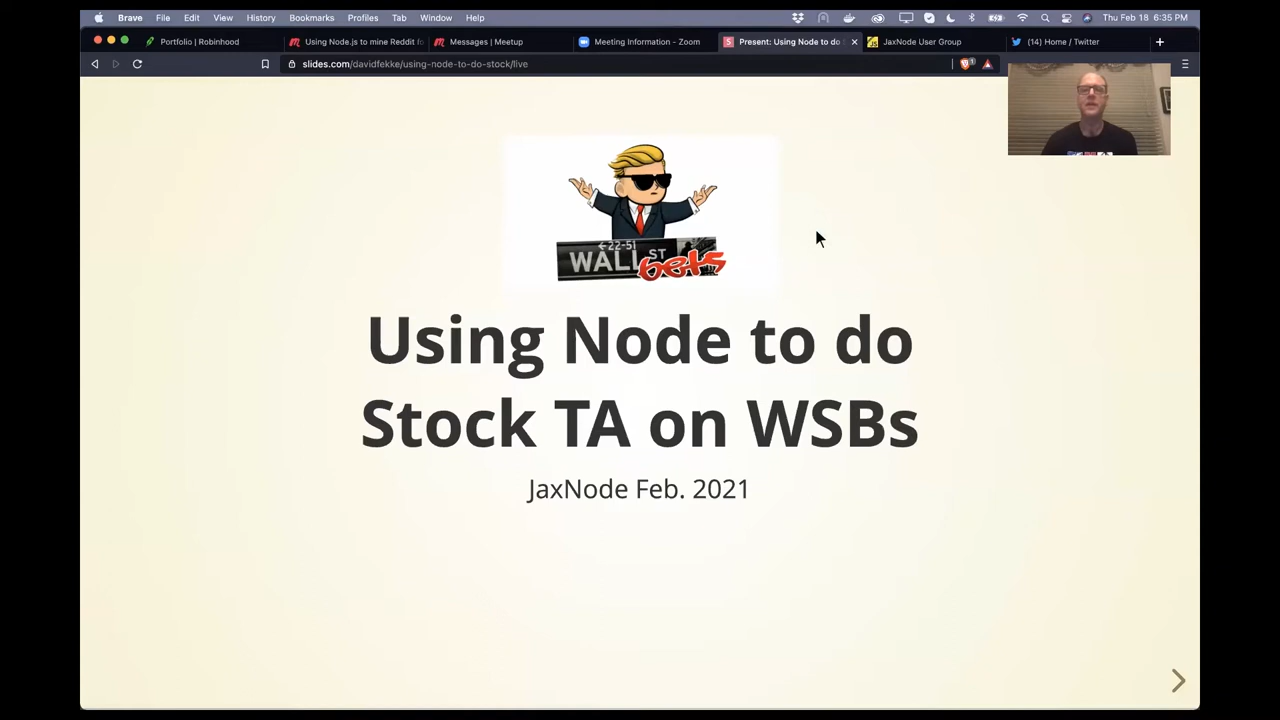 Brave File Edit View History Bookmarks Profiles Tab Window Help Thu Feb 18 6:35 PM
Portfolio | Robinhood Using Node.js to mine Reddit fo Messages | Meetup Meeting Information - Zoom Present: Using Node to do S JaxNode User Group (14) Home / Twitter
slides.com/davidfekke/using-node-to-do-stock/live 1
22-51
WALL ST bets
Using Node to do
Stock TA on WSBs
JaxNode Feb. 2021